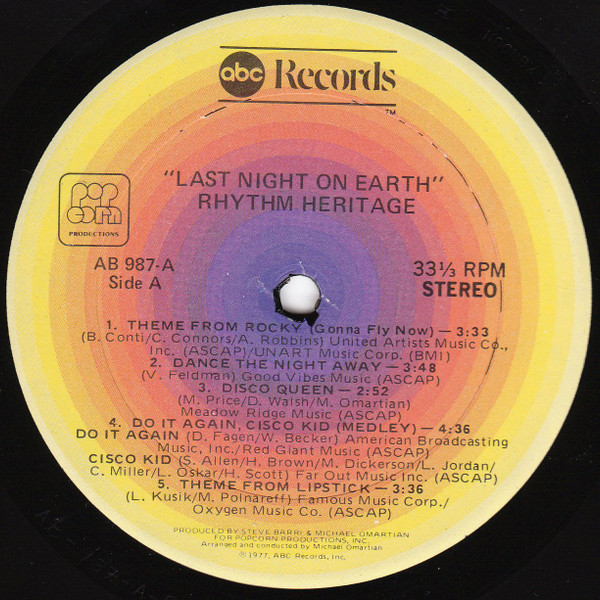 abc Records
TM
"LAST NIGHT ON EARTH"
RHYTHM HERITAGE
POP
CORN
PRODUCTIONS
AB 987-A
Side A
33⅓ RPM
STEREO
1. THEME FROM ROCKY (Gonna Fly Now) — 3:33
(B. Conti/C. Connors/A. Robbins) United Artists Music Co.,
Inc. (ASCAP)/UNART Music Corp. (BMI)
2. DANCE THE NIGHT AWAY — 3:48
(V. Feldman) Good Vibes Music (ASCAP)
3. DISCO QUEEN — 2:52
(M. Price/D. Walsh/M. Omartian)
Meadow Ridge Music (ASCAP)
4. DO IT AGAIN, CISCO KID (MEDLEY) — 4:36
DO IT AGAIN (D. Fagen/W. Becker) American Broadcasting
Music, Inc./Red Giant Music (ASCAP)
CISCO KID (S. Allen/H. Brown/M. Dickerson/L. Jordan/
C. Miller/L. Oskar/H. Scott) Far Out Music Inc. (ASCAP)
5. THEME FROM LIPSTICK — 3:36
(L. Kusik/M. Polnareff) Famous Music Corp./
Oxygen Music Co. (ASCAP)
PRODUCED BY STEVE BARRI & MICHAEL OMARTIAN
FOR POPCORN PRODUCTIONS, INC.
Arranged and conducted by Michael Omartian
℗ 1977, ABC Records, Inc.